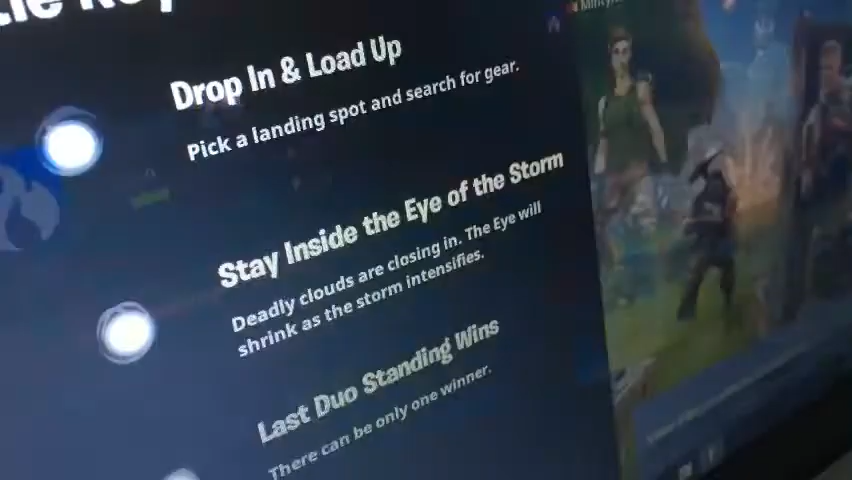 Drop In & Load Up
Pick a landing spot and search for gear.
Stay Inside the Eye of the Storm
Deadly clouds are closing in. The Eye will
shrink as the storm intensifies.
Last Duo Standing Wins
There can be only one winner.